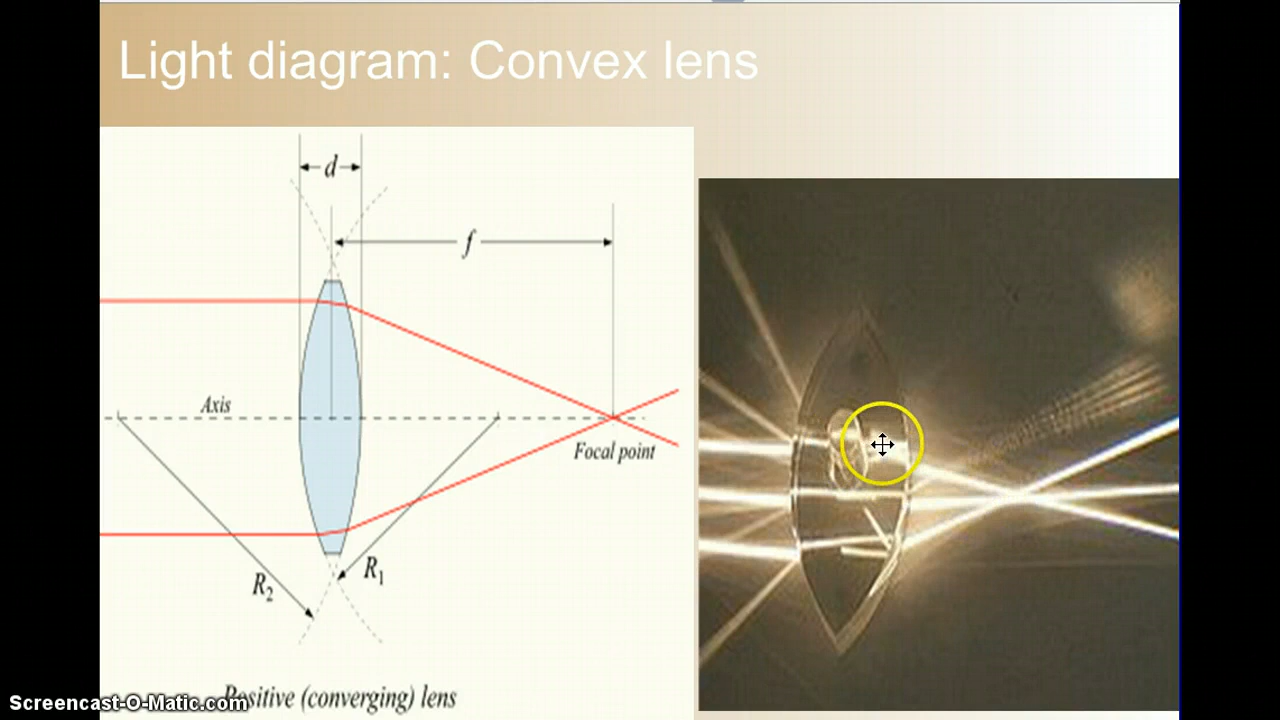 Light diagram: Convex lens
d
f
Axis
Focal point
R2
R1
Positive (converging) lens
Screencast-O-Matic.com